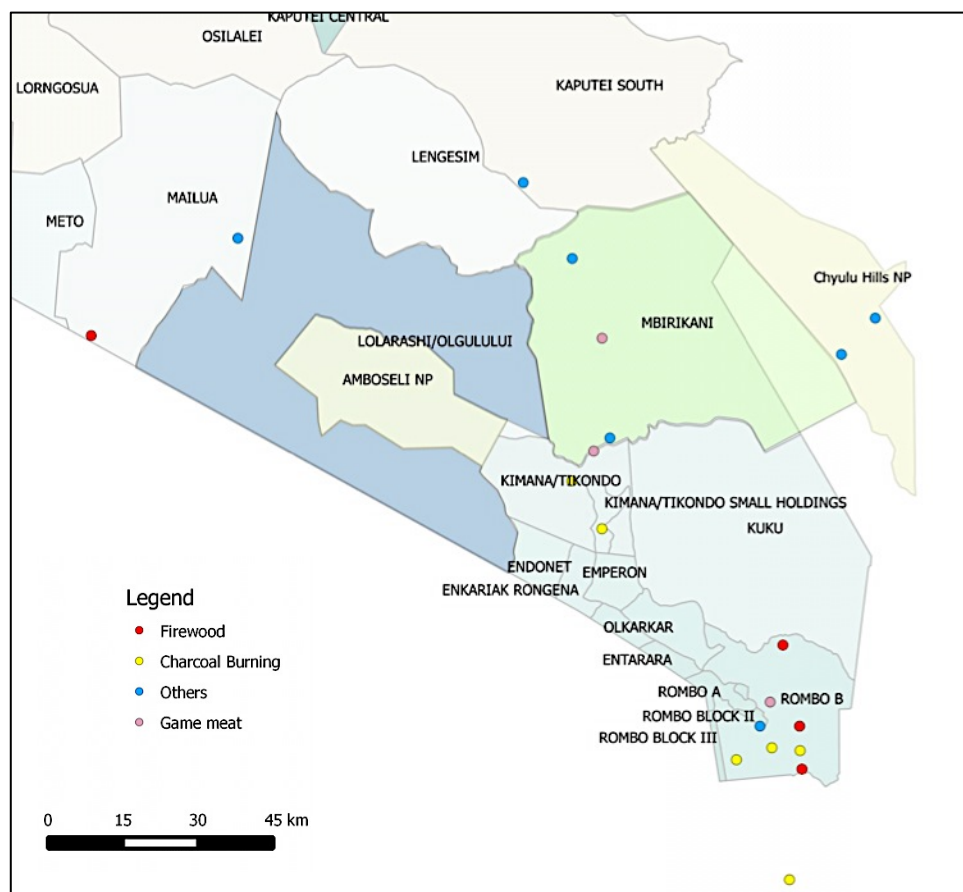 KAPUTEI CENTRAL
OSILALEI
LORNGOSUA
KAPUTEI SOUTH
LENGESIM
MAILUA
METO
Chyulu Hills NP
MBIRIKANI
LOLARASHI/OLGULULUI
AMBOSELI NP
KIMANA/TIKONDO
KIMANA/TIKONDO SMALL HOLDINGS
KUKU
ENDONET
EMPERON
ENKARIAK RONGENA
OLKARKAR
ENTARARA
ROMBO A
ROMBO B
ROMBO BLOCK II
ROMBO BLOCK III
Legend
Firewood
Charcoal Burning
Others
Game meat
0 15 30 45 km